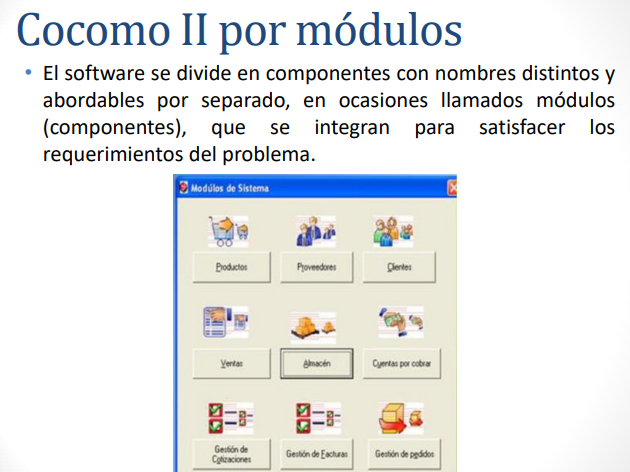 Cocomo II por módulos
• El software se divide en componentes con nombres distintos y
abordables por separado, en ocasiones llamados módulos
(componentes), que se integran para satisfacer los
requerimientos del problema.
Modúlos de Sistema
Productos
Proveedores
Clientes
Ventas
Almacén
Cuentas por cobrar
Gestión de
Cotizaciones
Gestión de Facturas
Gestión de pedidos